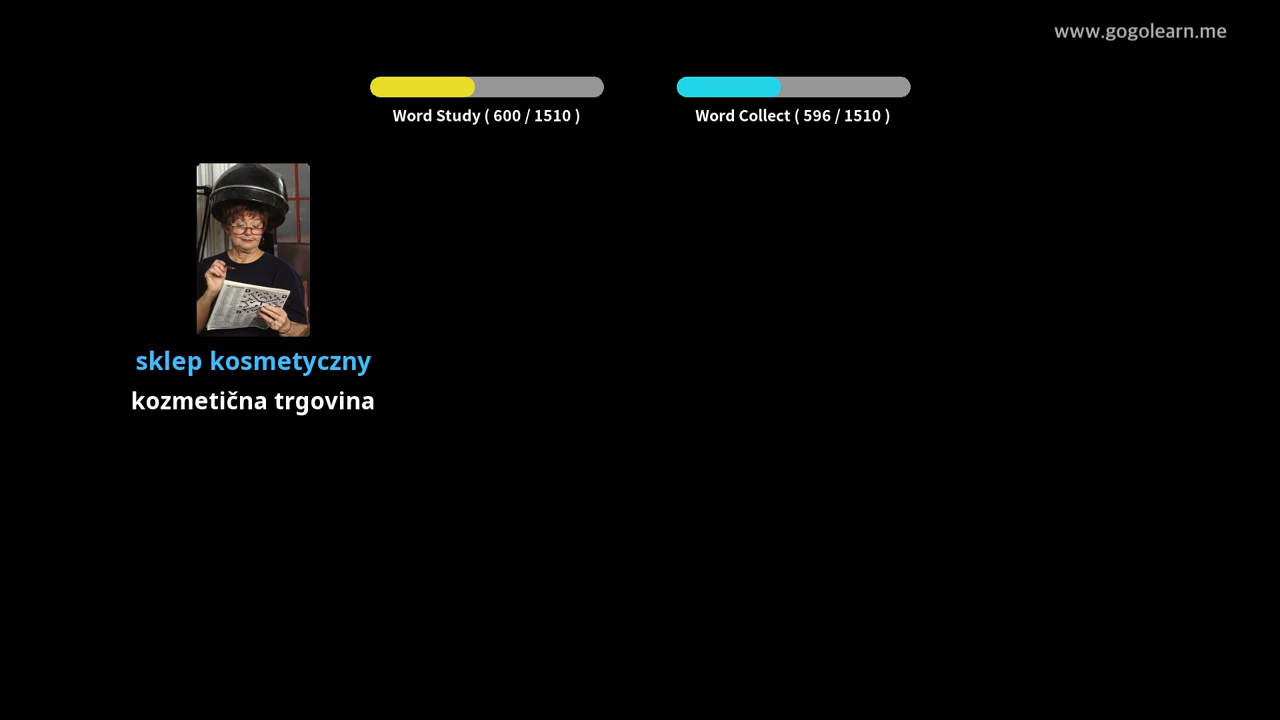 www.gogolearn.me
Word Study ( 600 / 1510 )
Word Collect ( 596 / 1510 )
sklep kosmetyczny
kozmetična trgovina